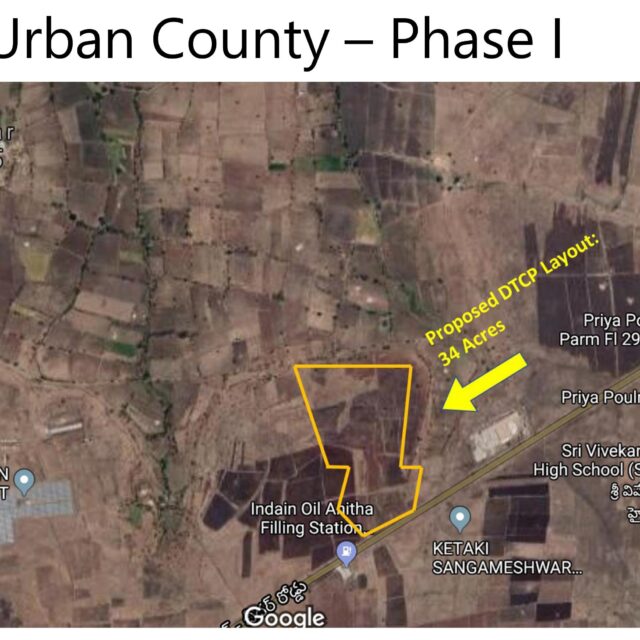 Urban County – Phase I
Proposed DTCP Layout:
34 Acres
Priya Po
Parm Fl 29
Priya Poul
Sri Vivekan
High School (S
శ్రీ వివే
హై
Indain Oil Anitha
Filling Station
KETAKI
SANGAMESHWAR...
N
T
రోడ్డు
Google